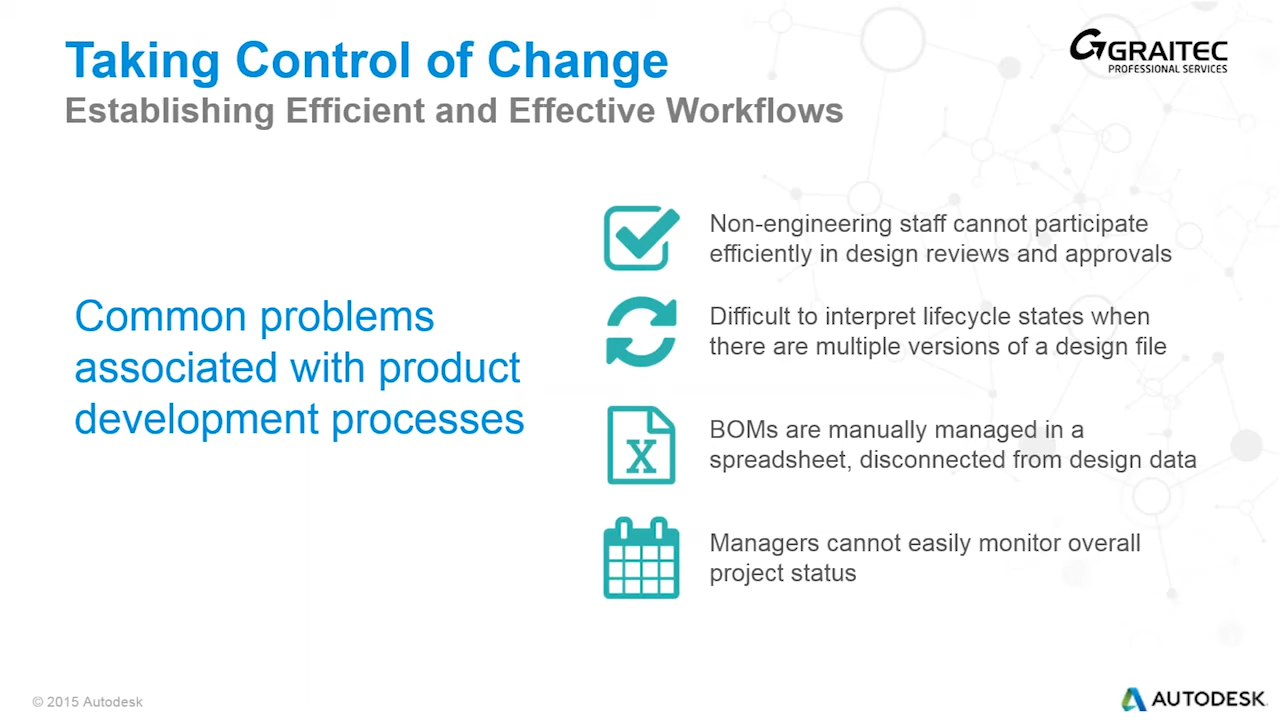 Taking Control of Change
Establishing Efficient and Effective Workflows
GRAITEC
PROFESSIONAL SERVICES
Common problems
associated with product
development processes
Non-engineering staff cannot participate
efficiently in design reviews and approvals
Difficult to interpret lifecycle states when
there are multiple versions of a design file
X
BOMs are manually managed in a
spreadsheet, disconnected from design data
Managers cannot easily monitor overall
project status
© 2015 Autodesk
AUTODESK.